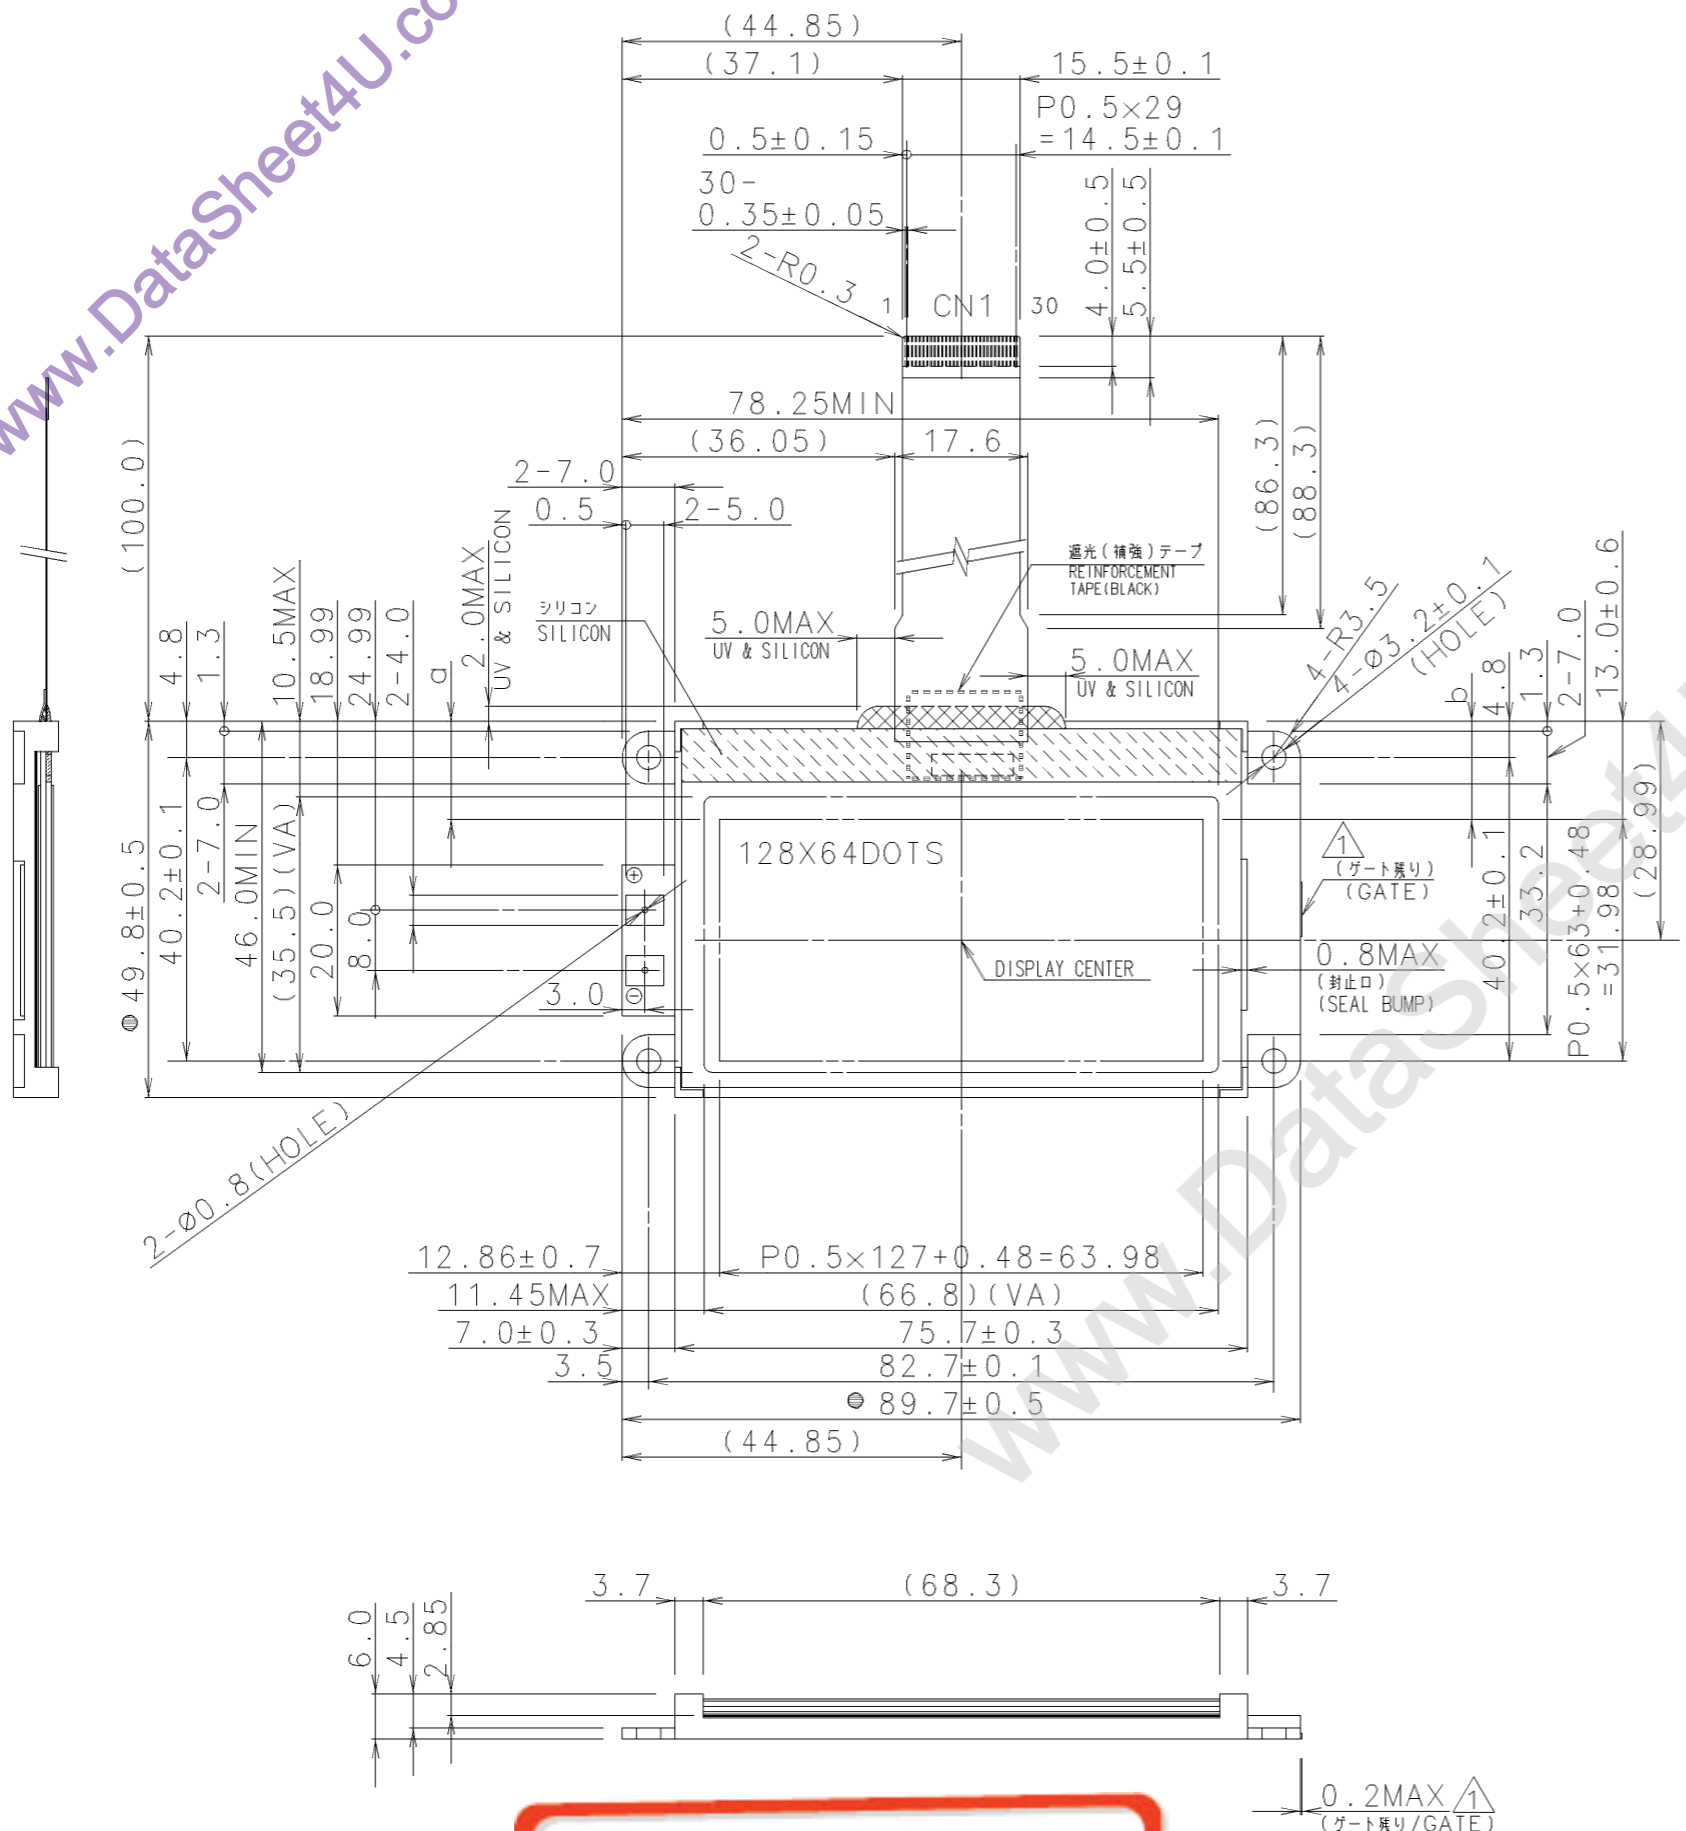 www.DataSheet4U.co
(44.85)
(37.1)
15.5±0.1
P0.5×29
=14.5±0.1
0.5±0.15
30-
0.35±0.05
2-R0.3
1
CN1
30
4.0±0.5
5.5±0.5
78.25MIN
(36.05)
17.6
(86.3)
(88.3)
(100.0)
2-7.0
0.5
2-5.0
2.0MAX
UV & SILICON
シリコン
SILICON
5.0MAX
UV & SILICON
遮光(補強)テープ
REINFORCEMENT
TAPE(BLACK)
5.0MAX
UV & SILICON
4-R3.5
4-ø3.2±0.1
(HOLE)
4.8
1.3
10.5MAX
18.99
24.99
2-4.0
a
b
4.8
1.3
2-7.0
13.0±0.6
49.8±0.5
40.2±0.1
2-7.0
46.0MIN
(35.5)(VA)
20.0
8.0
3.0
128X64DOTS
DISPLAY CENTER
1
(ゲート残り)
(GATE)
0.8MAX
(封止口)
(SEAL BUMP)
40.2±0.1
33.2
P0.5×63+0.48
=31.98
(28.99)
2-ø0.8(HOLE)
12.86±0.7
P0.5×127+0.48=63.98
11.45MAX
(66.8)(VA)
7.0±0.3
75.7±0.3
3.5
82.7±0.1
89.7±0.5
(44.85)
www.DataSheet4U
3.7
(68.3)
3.7
6.0
4.5
2.85
0.2MAX
1
(ゲート残り/GATE)